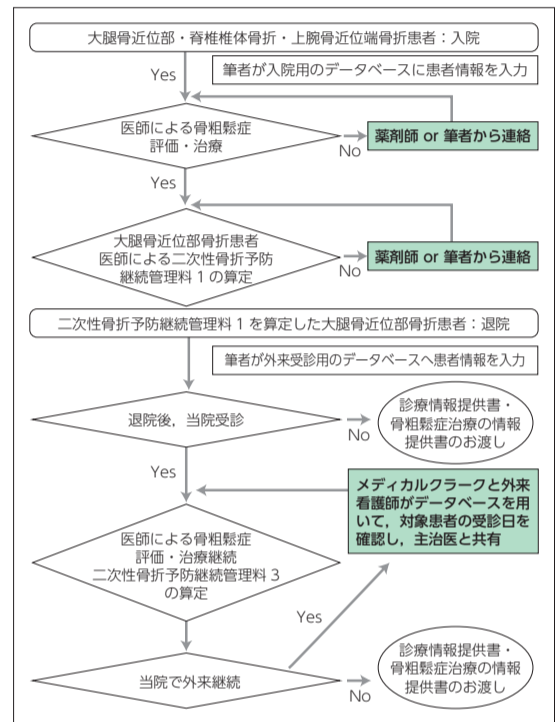 大腿骨近位部・脊椎椎体骨折・上腕骨近位端骨折患者：入院
Yes
筆者が入院用のデータベースに患者情報を入力
医師による骨粗鬆症
評価・治療
No
薬剤師 or 筆者から連絡
Yes
大腿骨近位部骨折患者
医師による二次性骨折予防
継続管理料 1 の算定
No
薬剤師 or 筆者から連絡
二次性骨折予防継続管理料 1 を算定した大腿骨近位部骨折患者：退院
筆者が外来受診用のデータベースへ患者情報を入力
退院後，当院受診
No
診療情報提供書・
骨粗鬆症治療の情報
提供書のお渡し
Yes
メディカルクラークと外来
看護師がデータベースを用
いて，対象患者の受診日を
確認し，主治医と共有
医師による骨粗鬆症
評価・治療継続
二次性骨折予防継続管理料 3
の算定
Yes
当院で外来継続
No
診療情報提供書・
骨粗鬆症治療の情報
提供書のお渡し